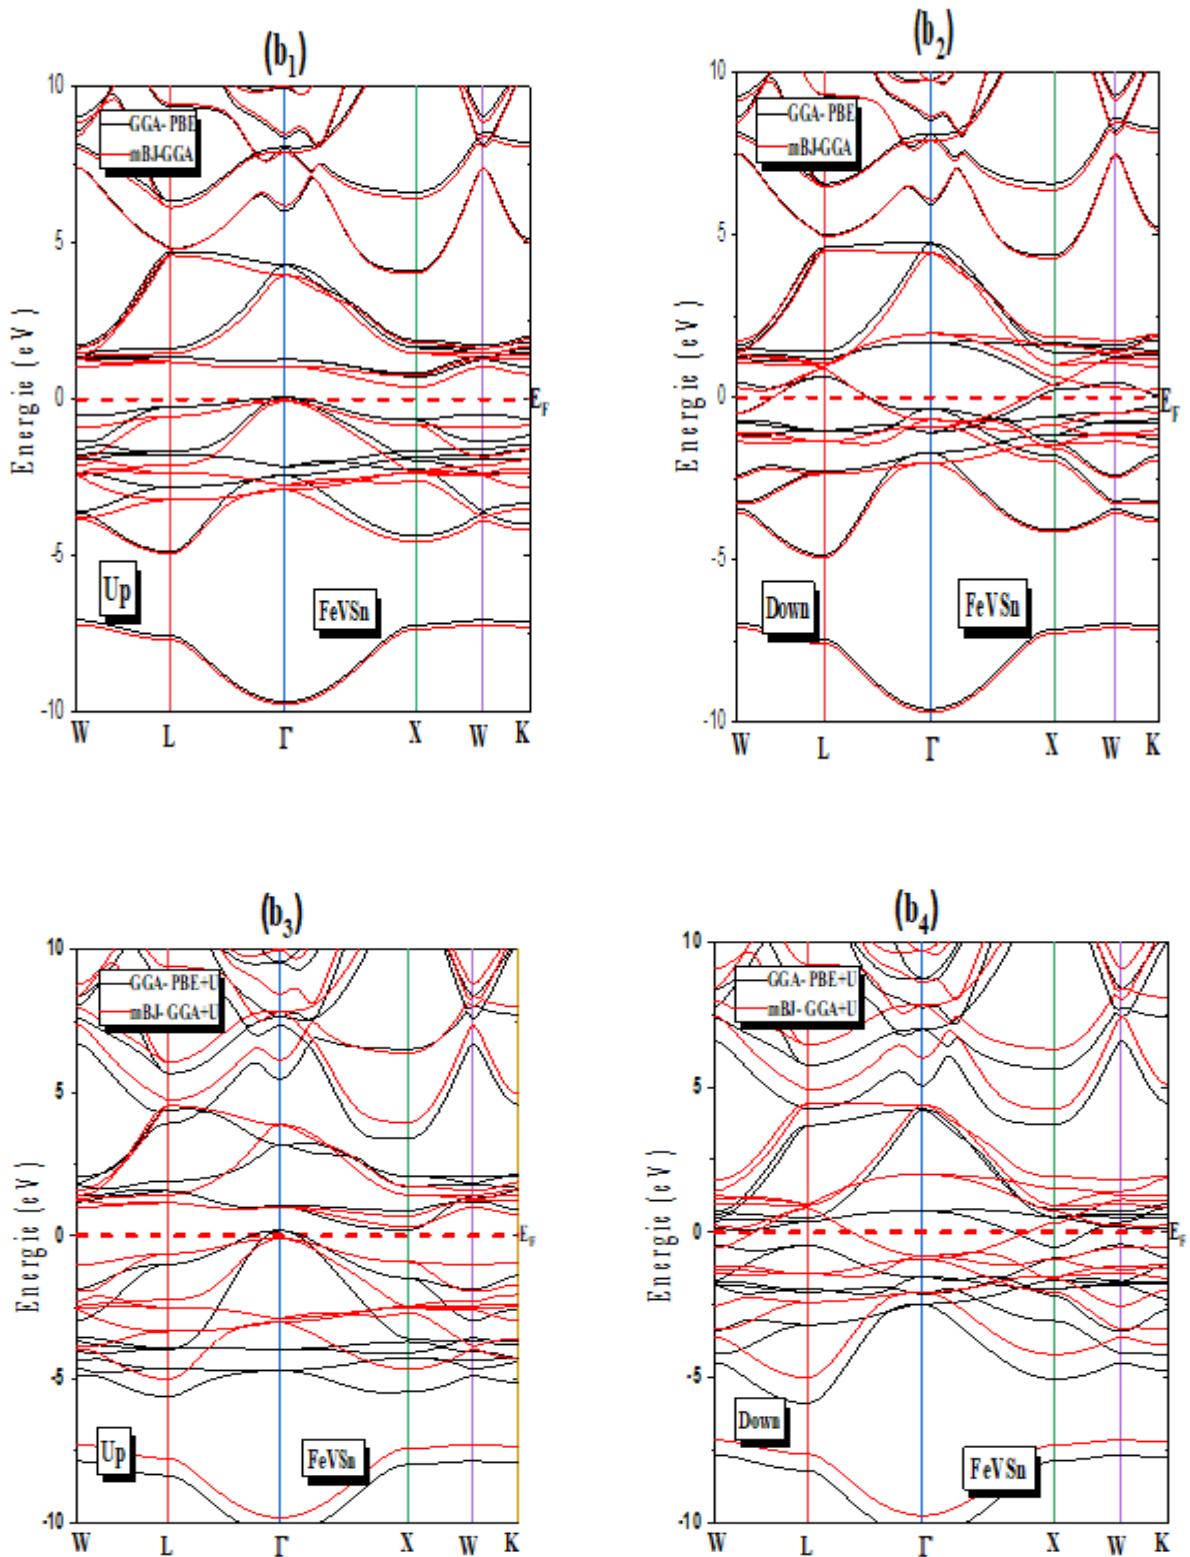 (b1)
10
GGA- PBE
mBJ-GGA
5
0
-5
-10
Energie (eV)
EF
Up
FeVSn
W L Γ X W K
(b2)
10
GGA- PBE
mBJ-GGA
5
0
-5
-10
Energie (eV)
EF
Down
FeVSn
W L Γ X W K
(b3)
10
GGA- PBE+U
mBJ- GGA+U
5
0
-5
-10
Energie (eV)
EF
Up
FeVSn
W L Γ X W K
(b4)
10
GGA- PBE+U
mBJ- GGA+U
5
0
-5
-10
Energie (eV)
EF
Down
FeVSn
W L Γ X W K